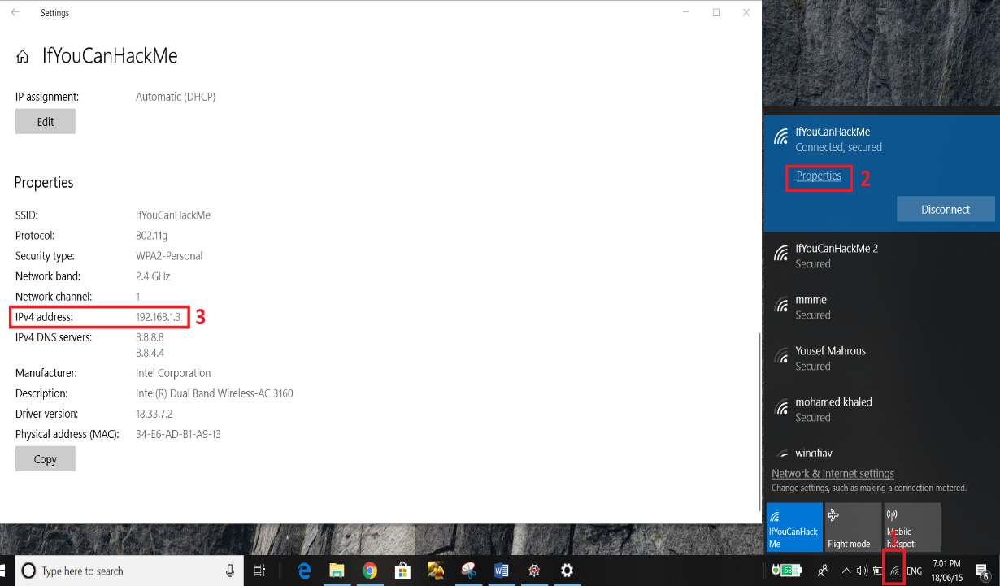 Settings
IfYouCanHackMe
IP assignment: Automatic (DHCP)
Edit
Properties
SSID: IfYouCanHackMe
Protocol: 802.11g
Security type: WPA2-Personal
Network band: 2.4 GHz
Network channel: 1
IPv4 address: 192.168.1.3 3
IPv4 DNS servers: 8.8.8.8
8.8.4.4
Manufacturer: Intel Corporation
Description: Intel(R) Dual Band Wireless-AC 3160
Driver version: 18.33.7.2
Physical address (MAC): 34-E6-AD-B1-A9-13
Copy
IfYouCanHackMe
Connected, secured
Properties 2
Disconnect
IfYouCanHackMe 2
Secured
mmme
Secured
Yousef Mahrous
Secured
mohamed khaled
Secured
Network & Internet settings
Change settings, such as making a connection metered.
IfYouCanHack
Me
Flight mode
Mobile
hotspot
1
Type here to search
ENG
7:01 PM
18/06/15
6